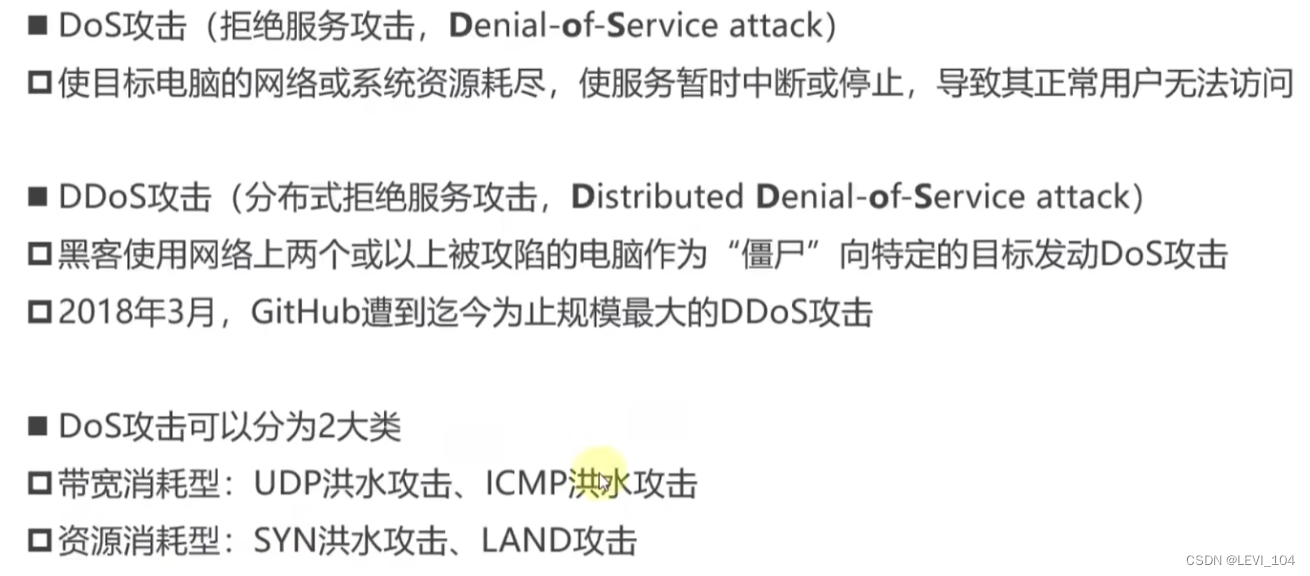 ■ DoS攻击（拒绝服务攻击，Denial-of-Service attack）
□ 使目标电脑的网络或系统资源耗尽，使服务暂时中断或停止，导致其正常用户无法访问
■ DDoS攻击（分布式拒绝服务攻击，Distributed Denial-of-Service attack）
□ 黑客使用网络上两个或以上被攻陷的电脑作为“僵尸”向特定的目标发动DoS攻击
□ 2018年3月，GitHub遭到迄今为止规模最大的DDoS攻击
■ DoS攻击可以分为2大类
□ 带宽消耗型：UDP洪水攻击、ICMP洪水攻击
□ 资源消耗型：SYN洪水攻击、LAND攻击
CSDN @LEVI_104